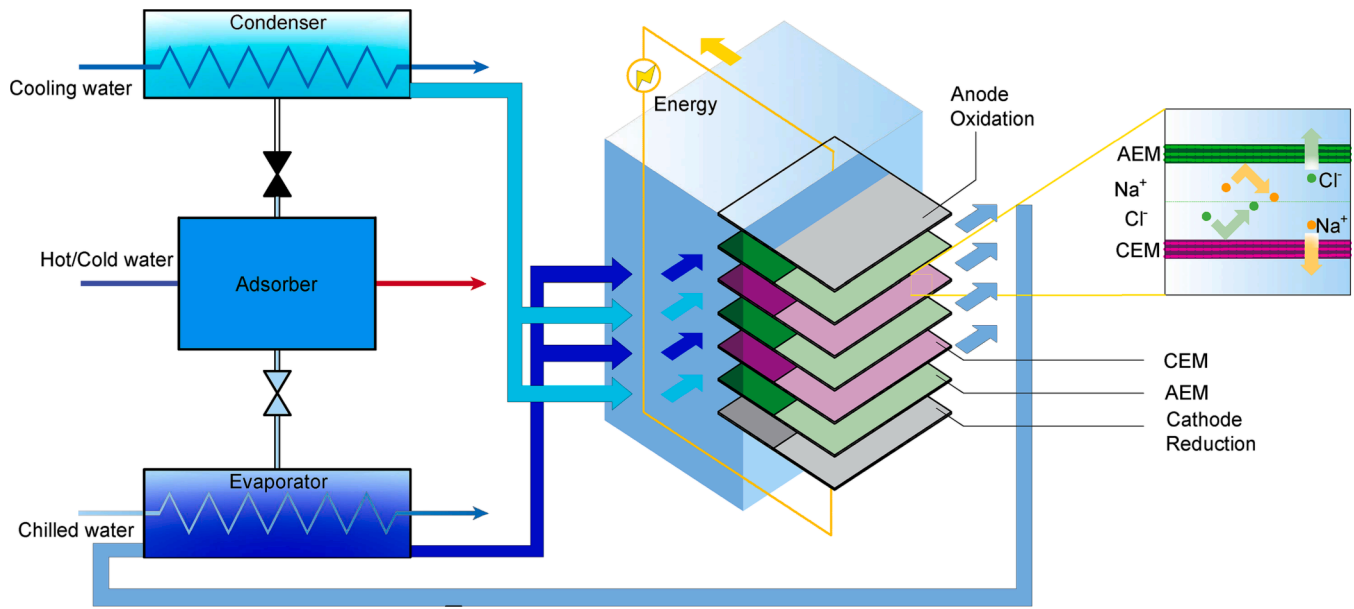 Condenser
Cooling water
Energy
Anode
Oxidation
AEM
Cl⁻
Na⁺
Cl⁻
Na⁺
CEM
Hot/Cold water
Adsorber
CEM
AEM
Cathode
Reduction
Evaporator
Chilled water